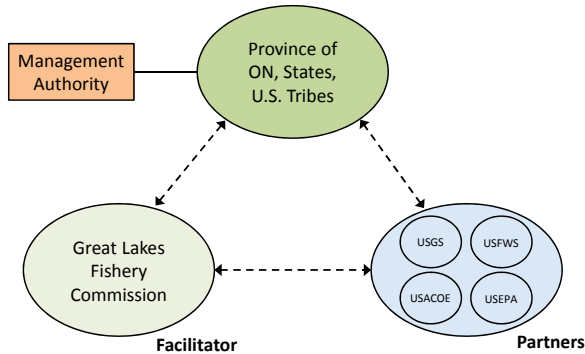 Management
Authority
Province of
ON, States,
U.S. Tribes
Great Lakes
Fishery
Commission
Facilitator
USGS
USFWS
USACOE
USEPA
Partners